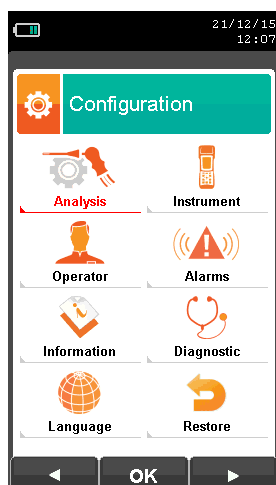 21/12/15
12:07
Configuration
Analysis
Instrument
Operator
Alarms
Information
Diagnostic
Language
Restore
OK